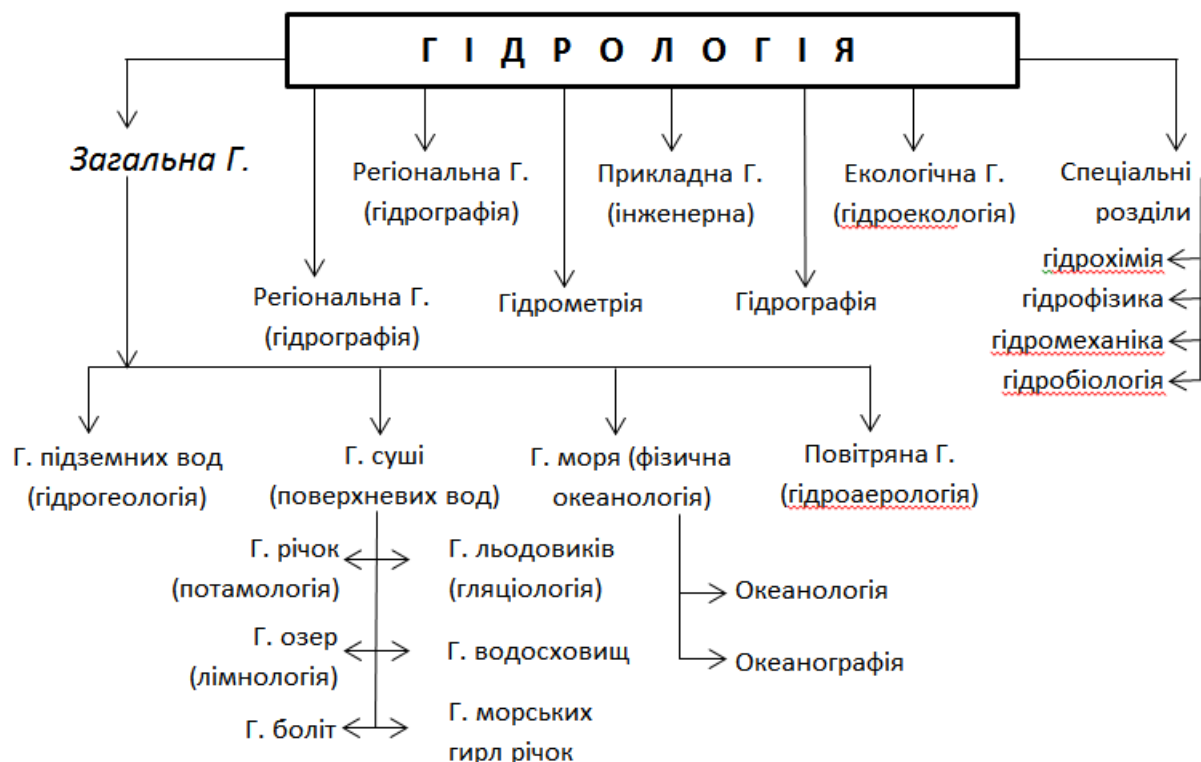 Г І Д Р О Л О Г І Я
Загальна Г.
Регіональна Г.
(гідрографія)
Прикладна Г.
(інженерна)
Екологічна Г.
(гідроекологія)
Спеціальні
розділи
гідрохімія
гідрофізика
гідромеханіка
гідробіологія
Регіональна Г.
(гідрографія)
Гідрометрія
Гідрографія
Г. підземних вод
(гідрогеологія)
Г. суші
(поверхневих вод)
Г. моря (фізична
океанологія)
Повітряна Г.
(гідроаерологія)
Г. річок
(потамологія)
Г. льодовиків
(гляціологія)
Г. озер
(лімнологія)
Г. водосховищ
Г. боліт
Г. морських
гирл річок
Океанологія
Океанографія